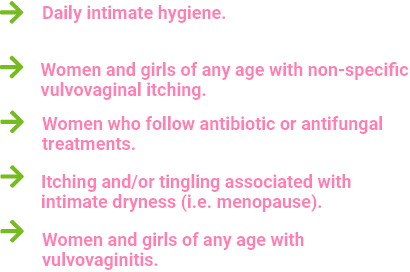 Daily intimate hygiene.
Women and girls of any age with non-specific
vulvovaginal itching.
Women who follow antibiotic or antifungal
treatments.
Itching and/or tingling associated with
intimate dryness (i.e. menopause).
Women and girls of any age with
vulvovaginitis.